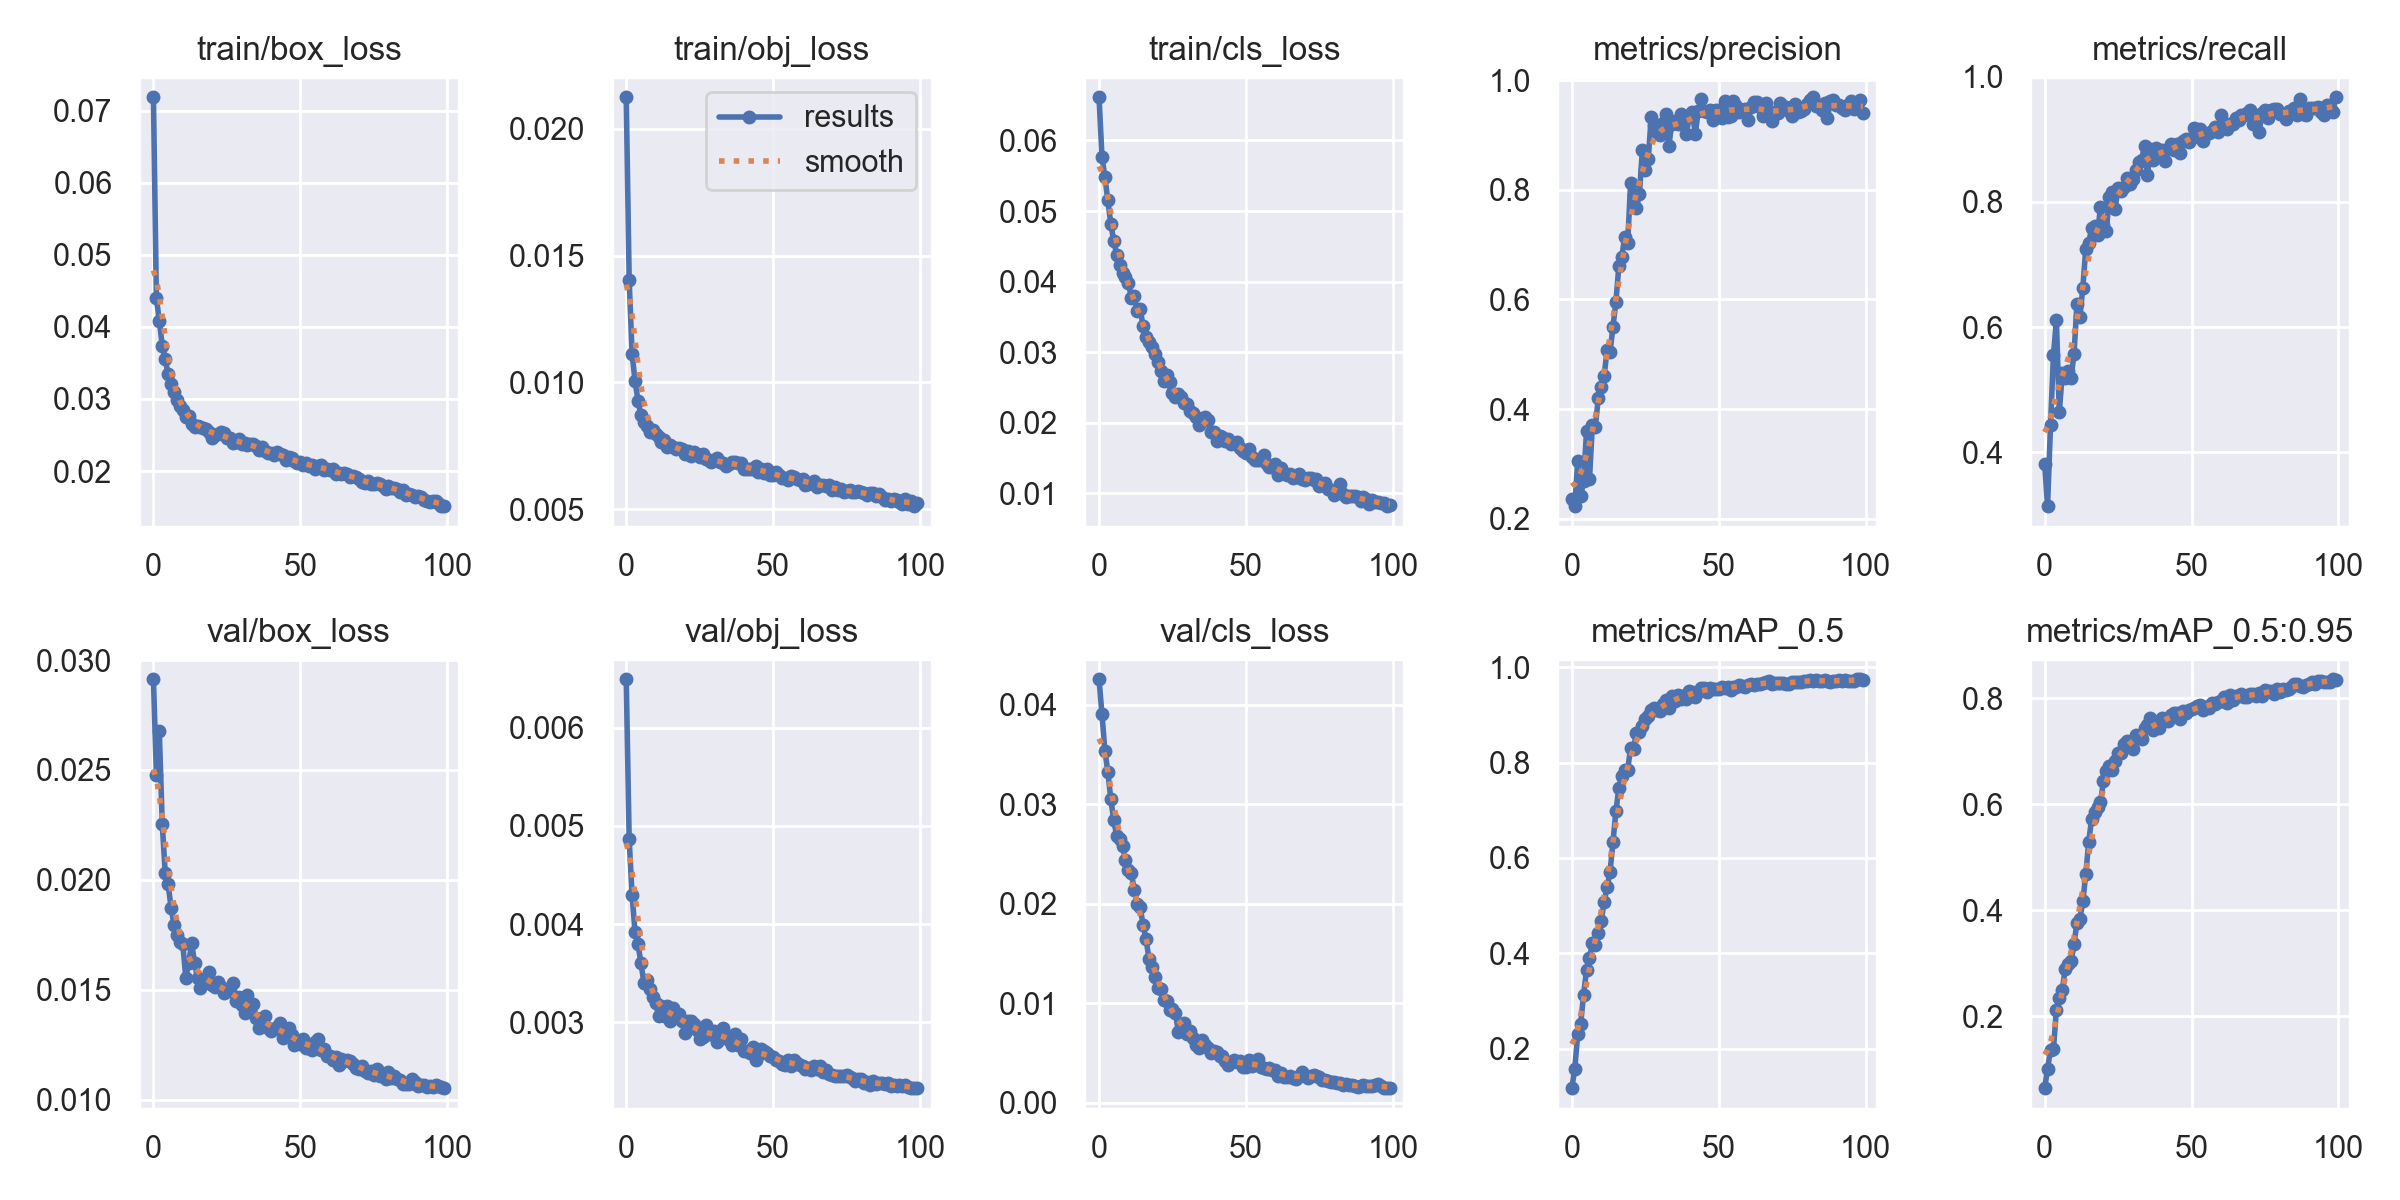 train/box_loss
0.07
0.06
0.05
0.04
0.03
0.02
0 50 100
train/obj_loss
results
smooth
0.020
0.015
0.010
0.005
0 50 100
train/cls_loss
0.06
0.05
0.04
0.03
0.02
0.01
0 50 100
metrics/precision
1.0
0.8
0.6
0.4
0.2
0 50 100
metrics/recall
1.0
0.8
0.6
0.4
0 50 100
val/box_loss
0.030
0.025
0.020
0.015
0.010
0 50 100
val/obj_loss
0.006
0.005
0.004
0.003
0 50 100
val/cls_loss
0.04
0.03
0.02
0.01
0.00
0 50 100
metrics/mAP_0.5
1.0
0.8
0.6
0.4
0.2
0 50 100
metrics/mAP_0.5:0.95
0.8
0.6
0.4
0.2
0 50 100